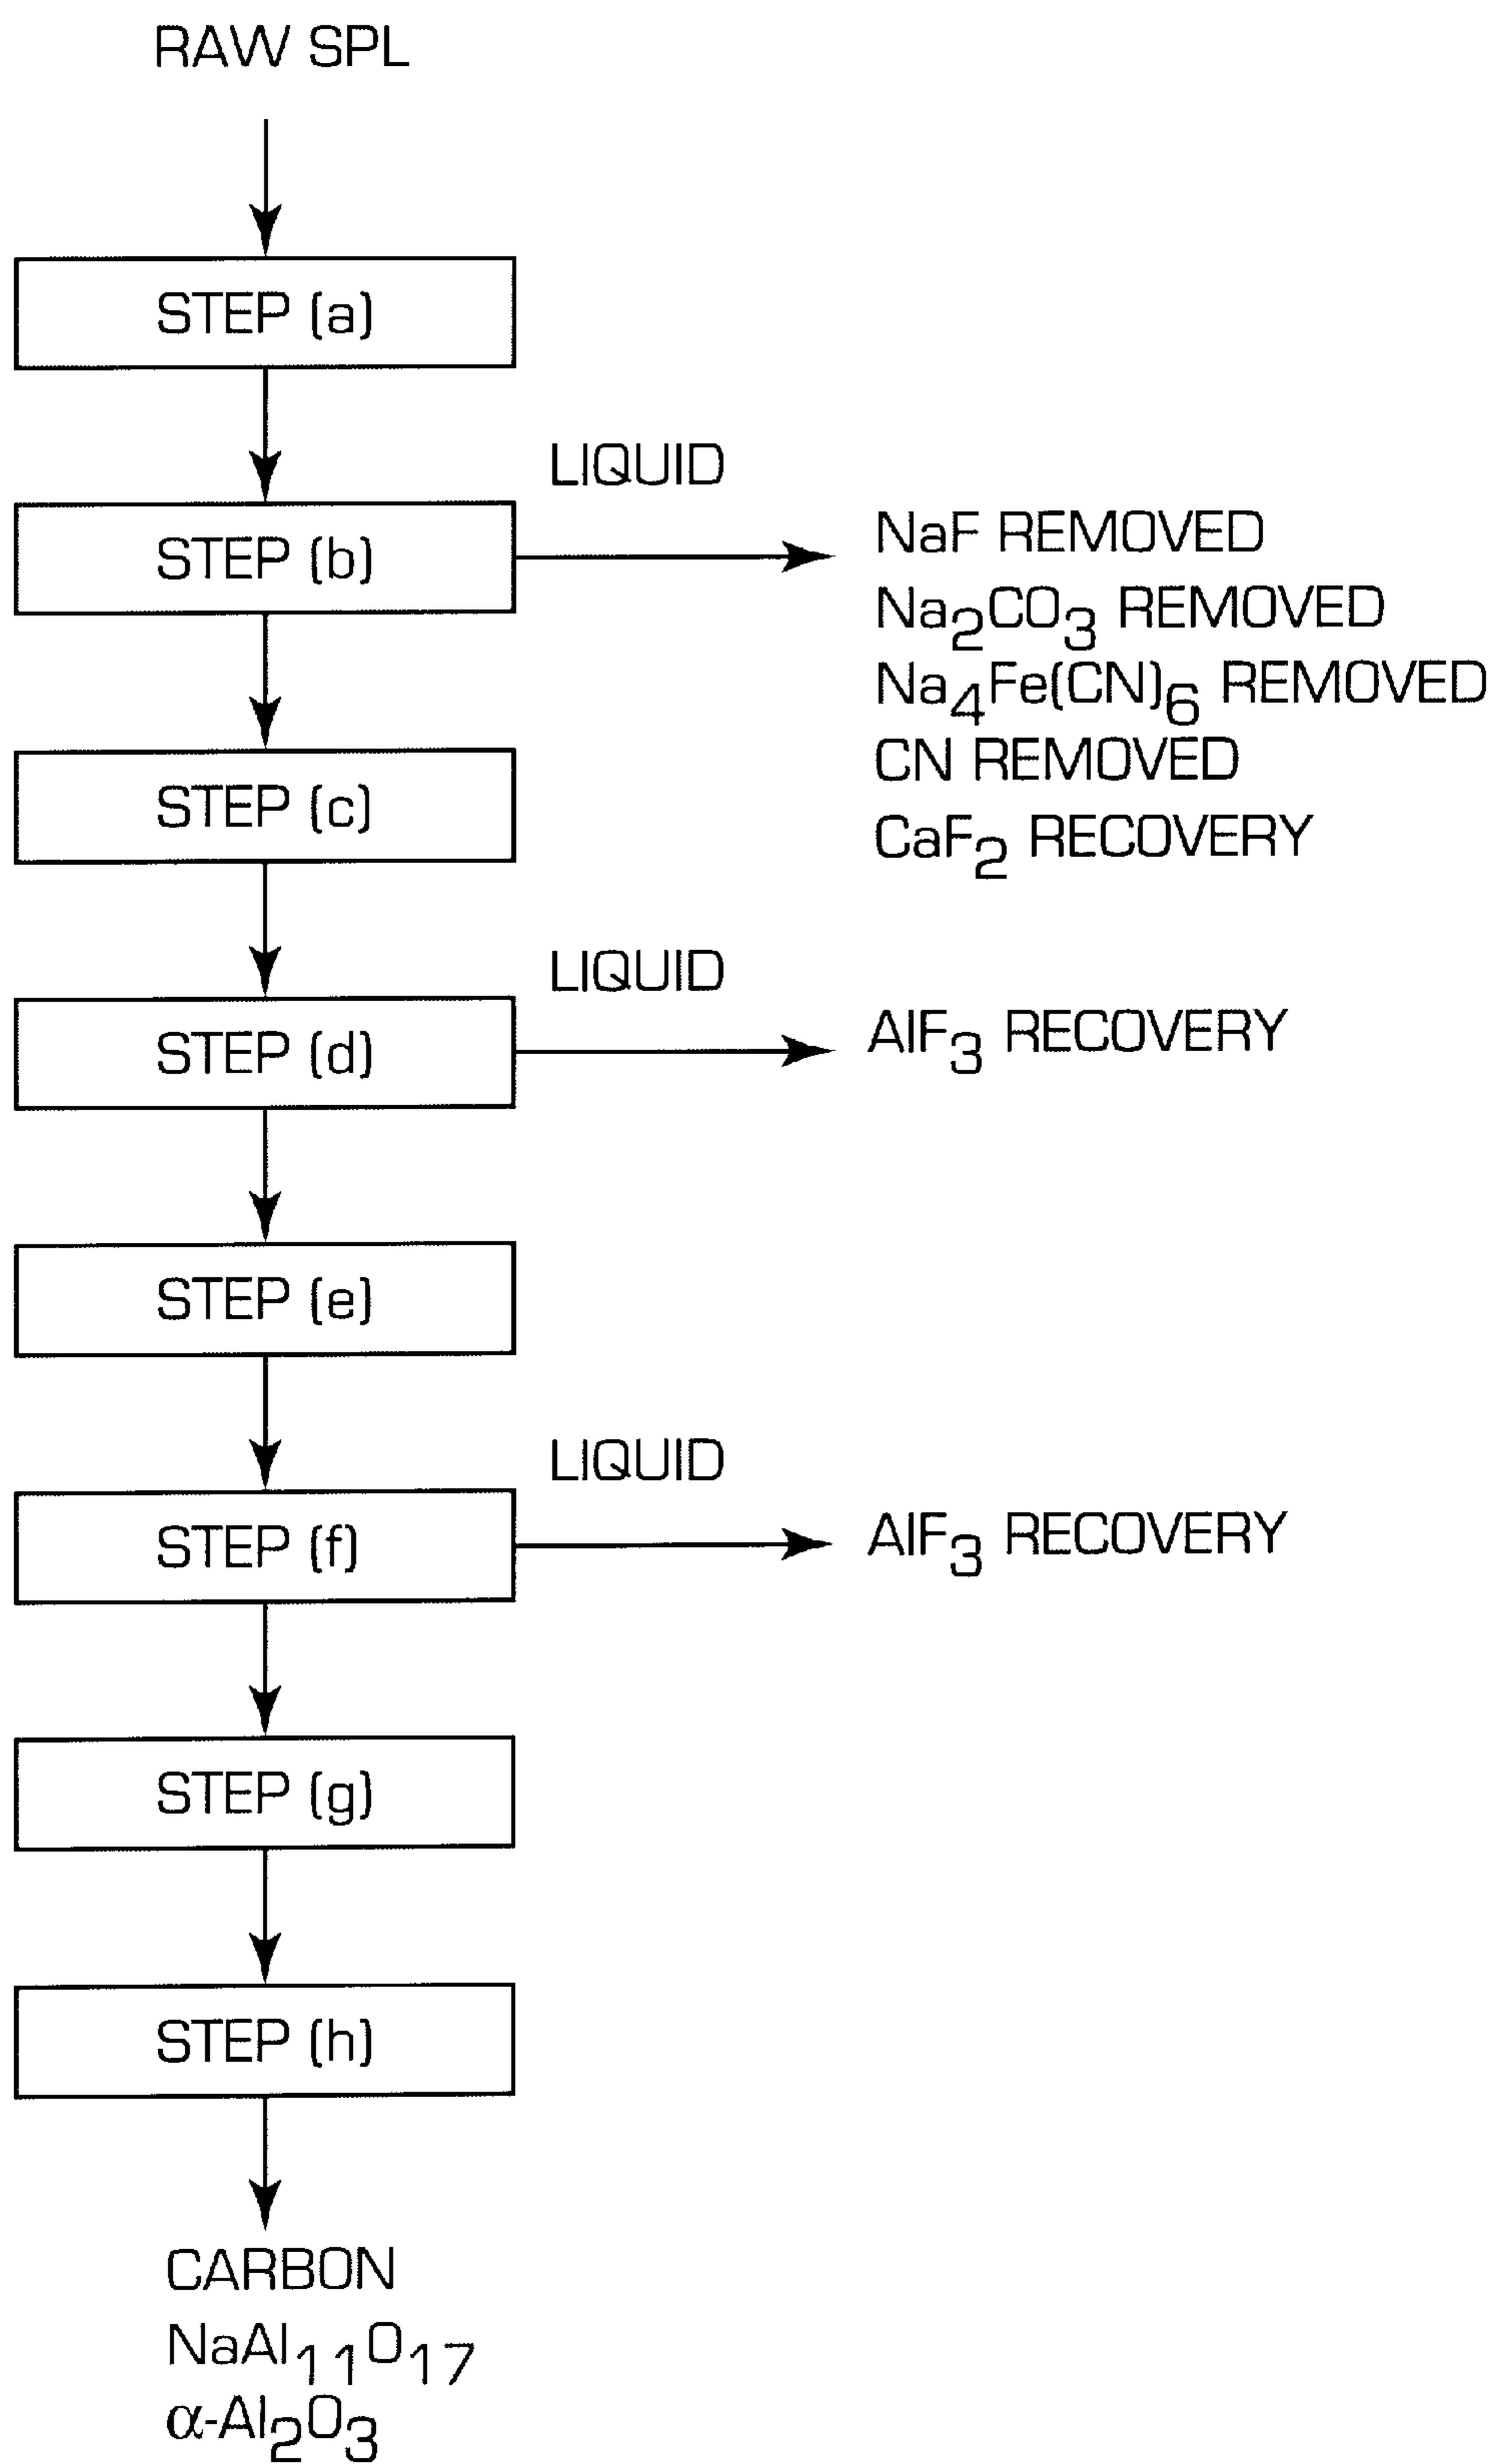 RAW SPL
STEP (a)
LIQUID
STEP (b)
NaF REMOVED
Na2CO3 REMOVED
Na4Fe(CN)6 REMOVED
CN REMOVED
CaF2 RECOVERY
STEP (c)
LIQUID
STEP (d)
AlF3 RECOVERY
STEP (e)
LIQUID
STEP (f)
AlF3 RECOVERY
STEP (g)
STEP (h)
CARBON
NaAl11O17
α-Al2O3